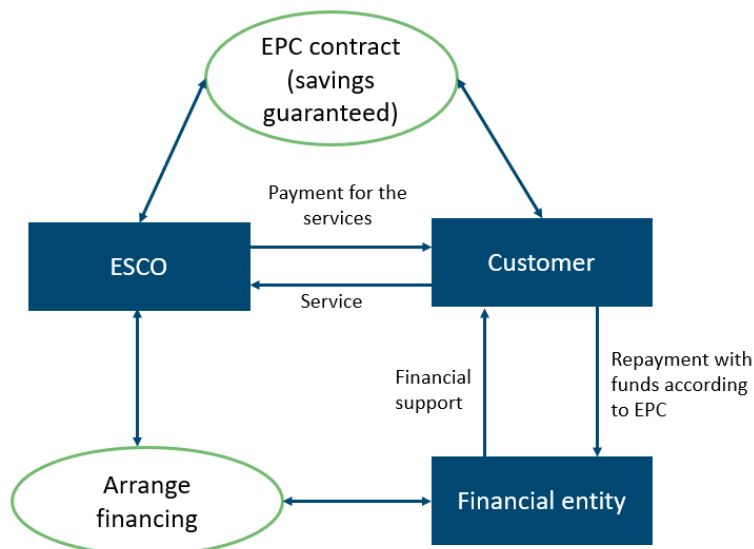 EPC contract
(savings
guaranteed)
Payment for the
services
ESCO
Customer
Service
Financial
support
Repayment with
funds according
to EPC
Arrange
financing
Financial entity